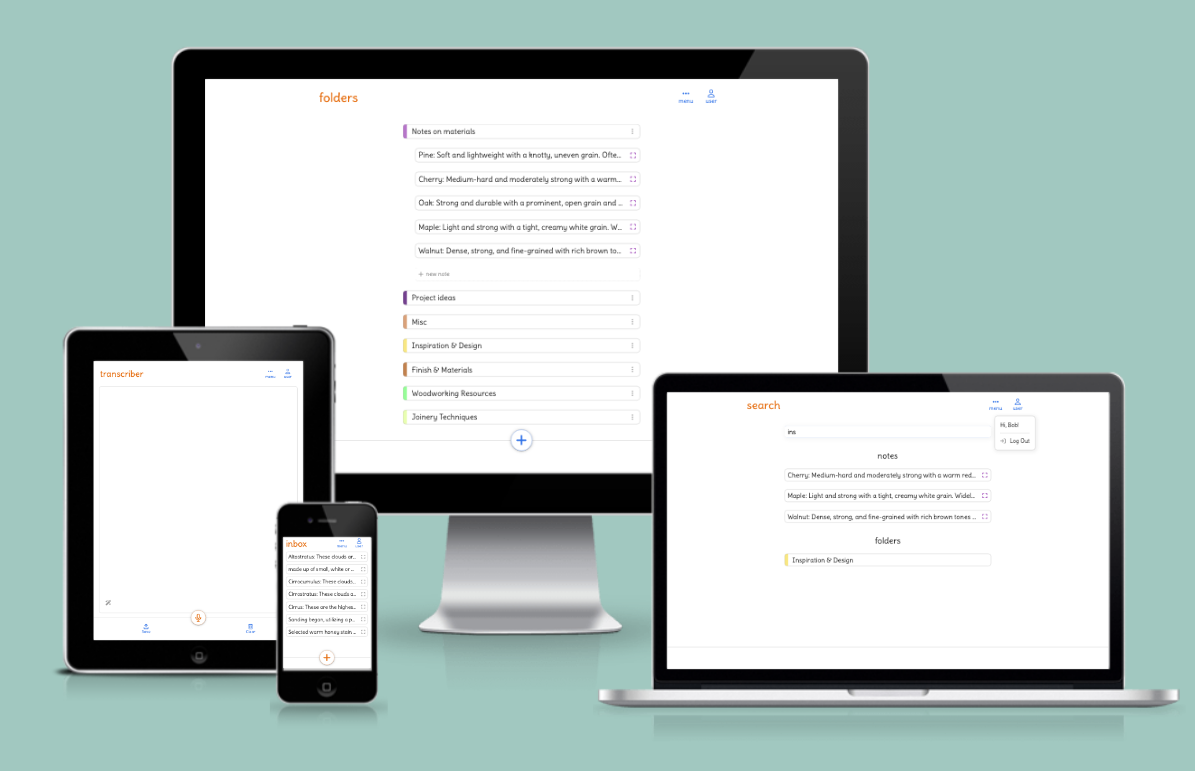 folders
menu
user
Notes on materials
Pine: Soft and lightweight with a knotty, uneven grain. Ofte...
Cherry: Medium-hard and moderately strong with a warm...
Oak: Strong and durable with a prominent, open grain and ...
Maple: Light and strong with a tight, creamy white grain. W...
Walnut: Dense, strong, and fine-grained with rich brown to...
+ new note
Project ideas
Misc
Inspiration & Design
Finish & Materials
Woodworking Resources
Joinery Techniques
transcriber
menu
user
Save
Clear
inbox
menu
user
Altostratus: These clouds ar...
made up of small, white or ...
Cirrocumulus: These clouds...
Cirrostratus: These clouds a...
Cirrus: These are the highes...
Sanding began, utilizing a p...
Selected warm honey stain ...
search
menu
user
Hi, Bob!
Log Out
ins
notes
Cherry: Medium-hard and moderately strong with a warm red...
Maple: Light and strong with a tight, creamy white grain. Widel...
Walnut: Dense, strong, and fine-grained with rich brown tones ...
folders
Inspiration & Design